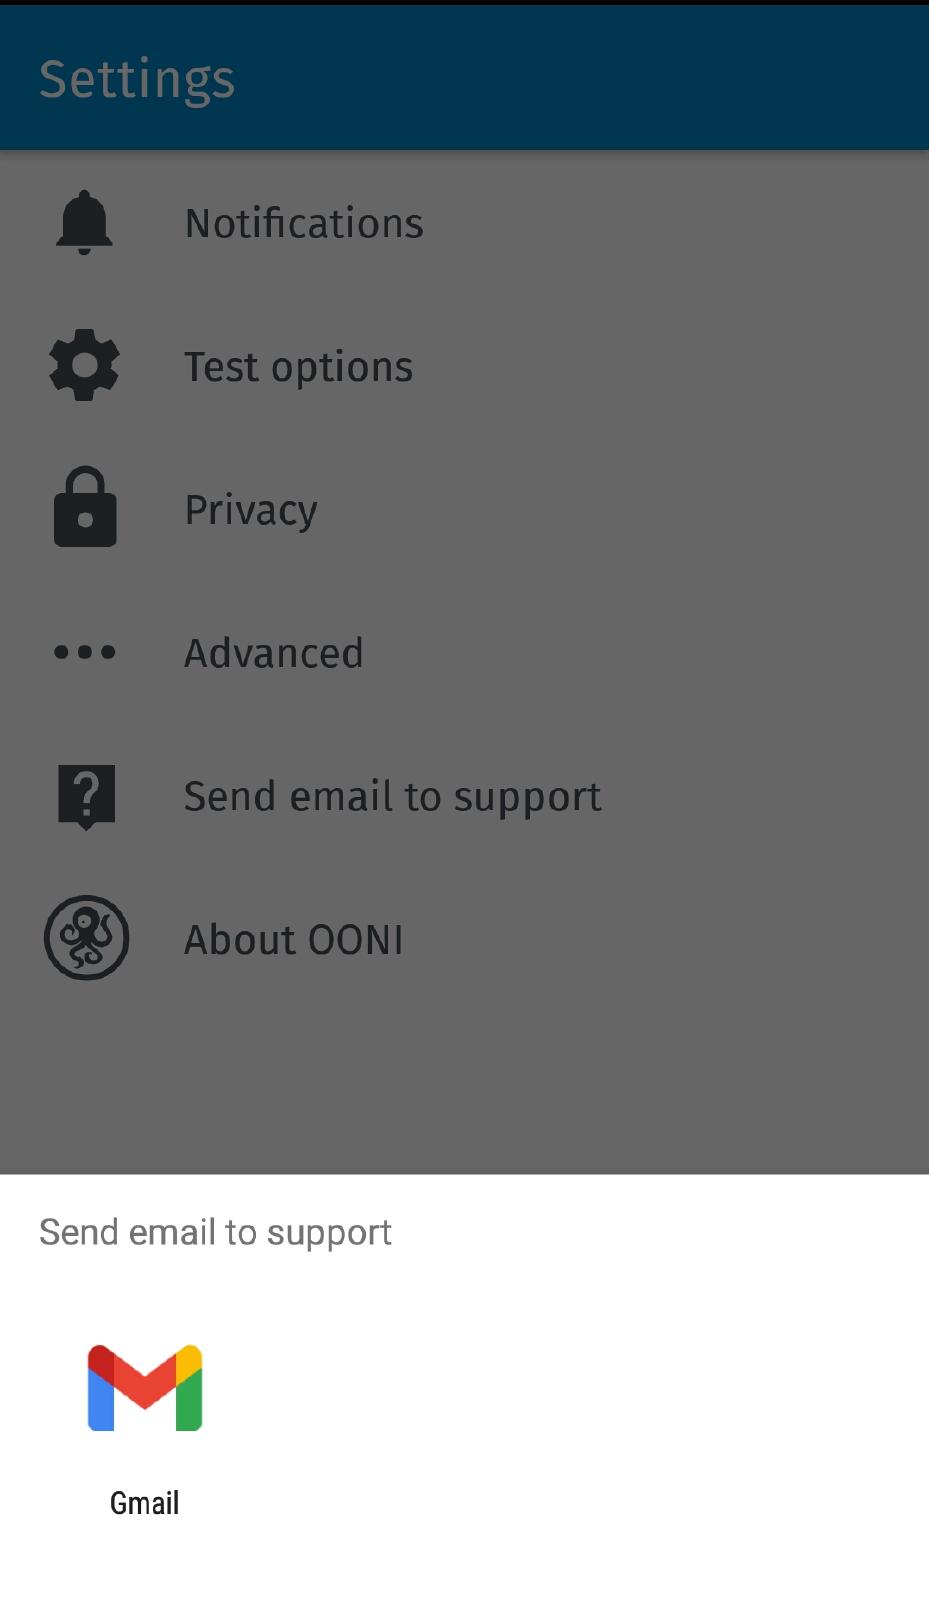 Settings
Notifications
Test options
Privacy
Advanced
Send email to support
About OONI
Send email to support
Gmail